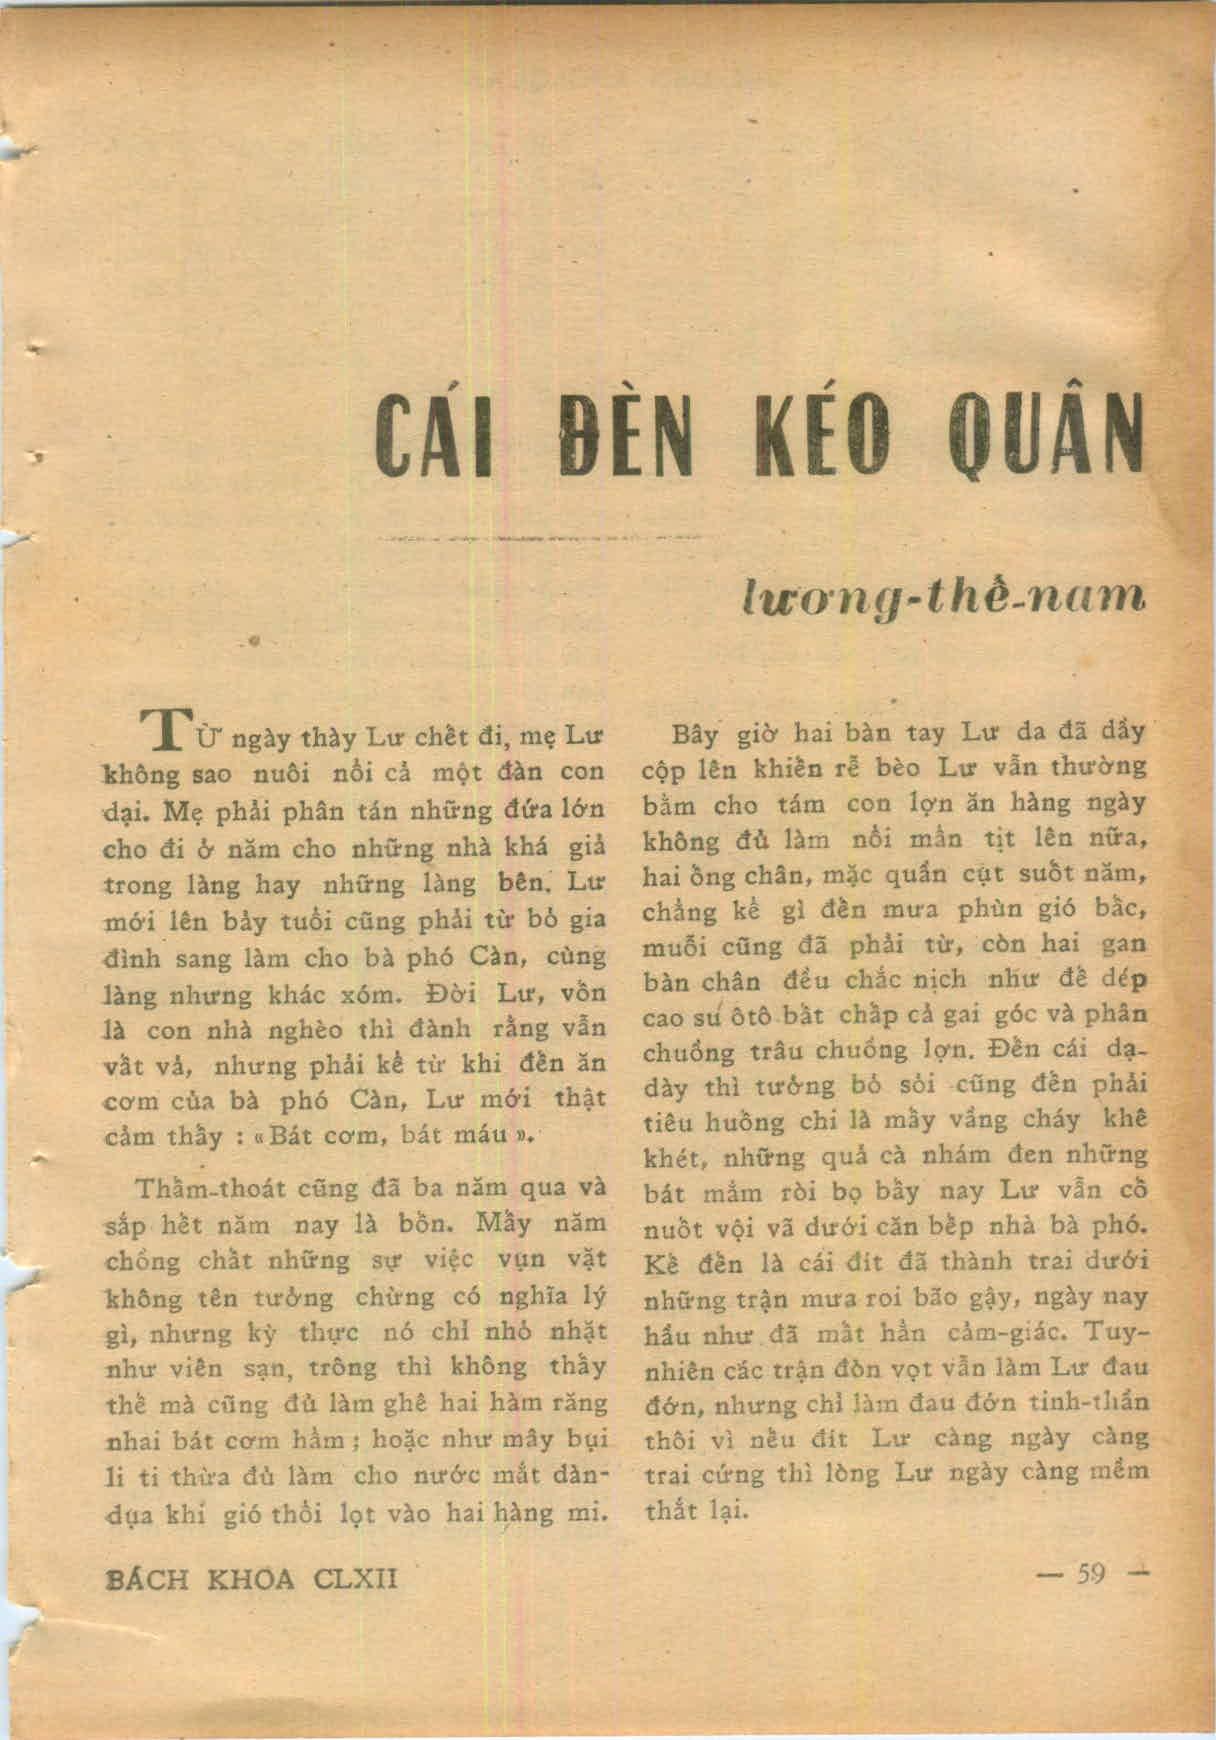 CÁI ĐÈN KÉO QUÂN
lương-thế-nam
TỪ ngày thày Lư chết đi, mẹ Lư
không sao nuôi nổi cả một đàn con
dại. Mẹ phải phân tán những đứa lớn
cho đi ở năm cho những nhà khá giả
trong làng hay những làng bên. Lư
mới lên bảy tuổi cũng phải từ bỏ gia
đình sang làm cho bà phó Càn, cùng
làng nhưng khác xóm. Đời Lư, vốn
là con nhà nghèo thì đành rằng vẫn
vất vả, nhưng phải kể từ khi đến ăn
cơm của bà phó Càn, Lư mới thật
cảm thấy : « Bát cơm, bát máu ».
Thấm-thoát cũng đã ba năm qua và
sắp hết năm nay là bốn. Mấy năm
chồng chất những sự việc vụn vặt
không tên tưởng chừng có nghĩa lý
gì, nhưng kỳ thực nó chỉ nhỏ nhặt
như viên sạn, trông thì không thấy
thế mà cũng đủ làm ghê hai hàm răng
nhai bát cơm hẩm ; hoặc như mây bụi
li ti thừa đủ làm cho nước mắt dàn-
dụa khi gió thổi lọt vào hai hàng mi.
Bây giờ hai bàn tay Lư da đã dầy
cộp lên khiến rễ bèo Lư vẫn thường
bằm cho tám con lợn ăn hàng ngày
không đủ làm nổi mẩn tịt lên nữa,
hai ống chân, mặc quần cụt suốt năm,
chẳng kể gì đến mưa phùn gió bấc,
muỗi cũng đã phải từ, còn hai gan
bàn chân đều chắc nịch như đế dép
cao su ôtô bất chấp cả gai góc và phân
chuồng trâu chuồng lợn. Đến cái dạ-
dày thì tưởng bỏ sỏi cũng đến phải
tiêu huống chi là mấy vầng cháy khê
khét, những quả cà nhám đen những
bát mắm ròi bọ bầy nay Lư vẫn cố
nuốt vội vã dưới căn bếp nhà bà phó.
Kế đến là cái đít đã thành trai dưới
những trận mưa roi bão gậy, ngày nay
hầu như đã mất hẳn cảm-giác. Tuy-
nhiên các trận đòn vọt vẫn làm Lư đau
đớn, nhưng chỉ làm đau đớn tinh-thần
thôi vì nếu đít Lư càng ngày càng
trai cứng thì lòng Lư ngày càng mềm
thắt lại.
BÁCH KHOA CLXII
— 59 —